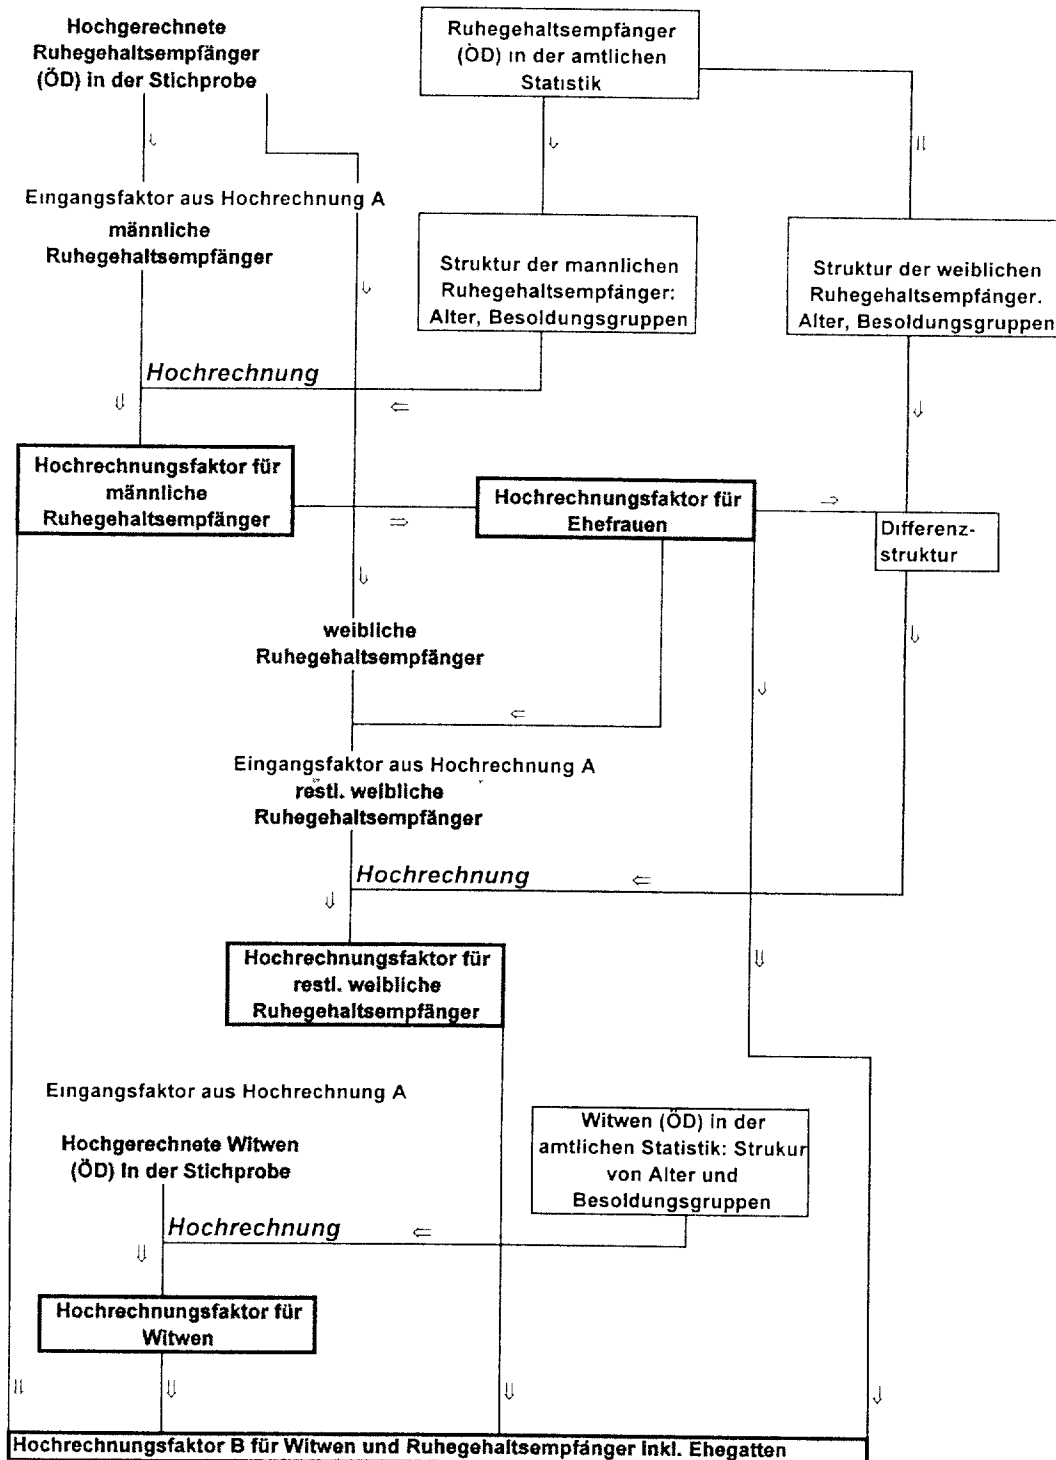 Hochgerechnete
Ruhegehaltsempfänger
(ÖD) in der Stichprobe
Ruhegehaltsempfänger
(ÖD) in der amtlichen
Statistik
Eingangsfaktor aus Hochrechnung A
männliche
Ruhegehaltsempfänger
Struktur der mannlichen
Ruhegehaltsempfänger:
Alter, Besoldungsgruppen
Struktur der weiblichen
Ruhegehaltsempfänger.
Alter, Besoldungsgruppen
Hochrechnung
Hochrechnungsfaktor für
männliche
Ruhegehaltsempfänger
Hochrechnungsfaktor für
Ehefrauen
Differenz-
struktur
weibliche
Ruhegehaltsempfänger
Eingangsfaktor aus Hochrechnung A
restl. weibliche
Ruhegehaltsempfänger
Hochrechnung
Hochrechnungsfaktor für
restl. weibliche
Ruhegehaltsempfänger
Eingangsfaktor aus Hochrechnung A
Hochgerechnete Witwen
(ÖD) in der Stichprobe
Witwen (ÖD) in der
amtlichen Statistik: Strukur
von Alter und
Besoldungsgruppen
Hochrechnung
Hochrechnungsfaktor für
Witwen
Hochrechnungsfaktor B für Witwen und Ruhegehaltsempfänger inkl. Ehegatten